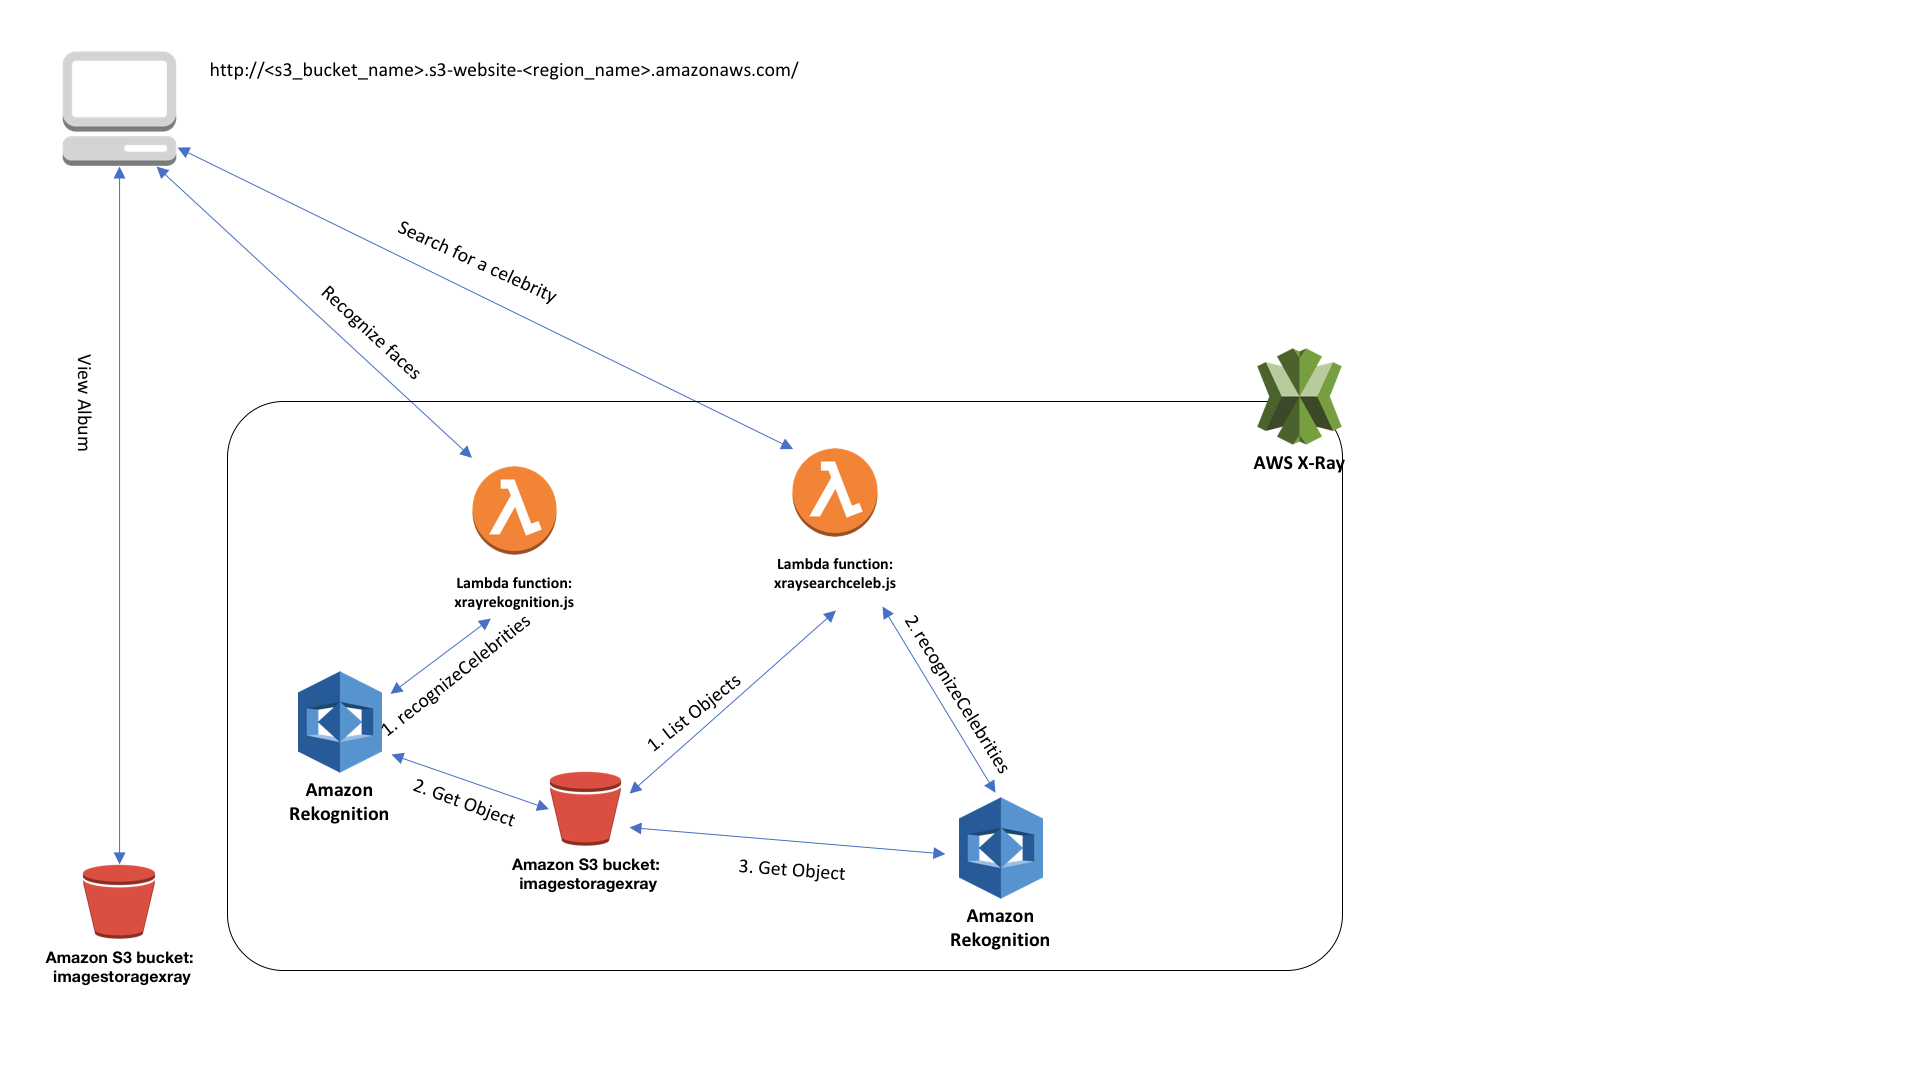 http://<s3_bucket_name>.s3-website-<region_name>.amazonaws.com/
Search for a celebrity
Recognize faces
View Album
AWS X-Ray
Lambda function:
xrayrekognition.js
Lambda function:
xraysearchceleb.js
1. recognizeCelebrities
2. recognizeCelebrities
1. List Objects
Amazon
Rekognition
2. Get Object
Amazon S3 bucket:
imagestoragexray
3. Get Object
Amazon
Rekognition
Amazon S3 bucket:
imagestoragexray